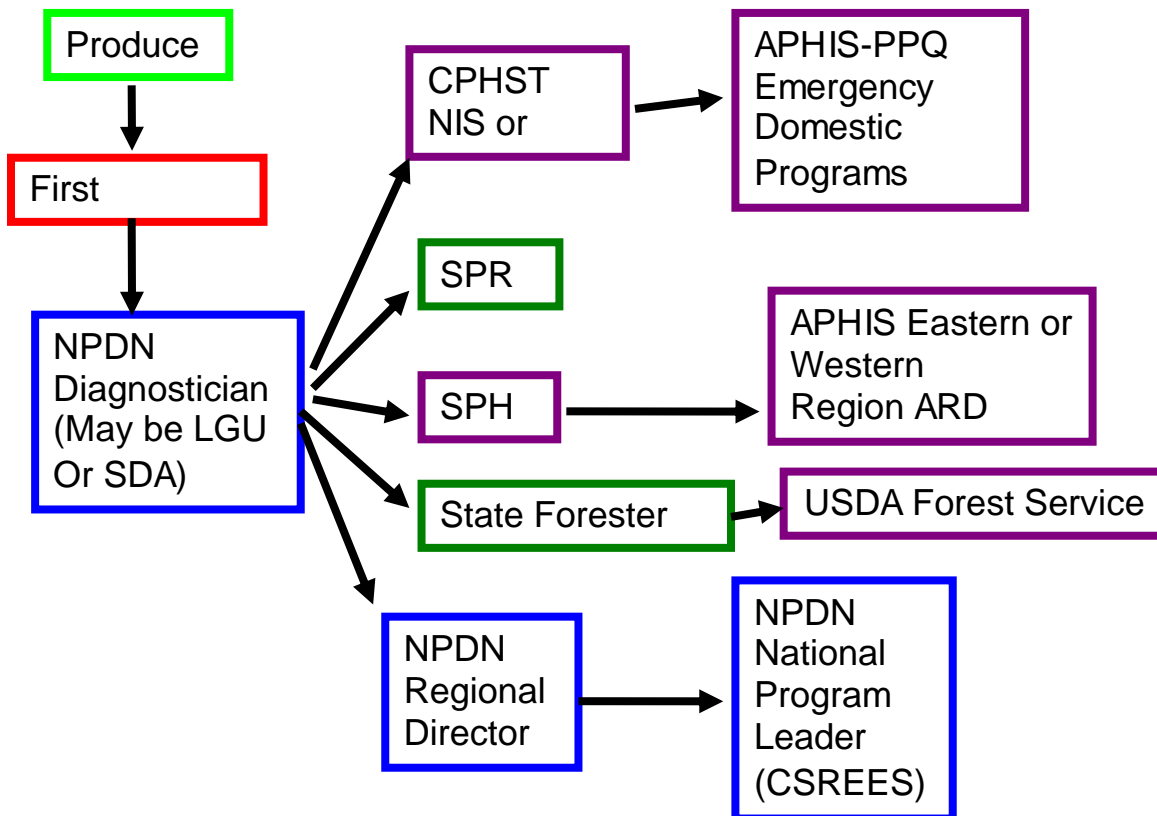 Produce
First
NPDN
Diagnostician
(May be LGU
Or SDA)
CPHST
NIS or
APHIS-PPQ
Emergency
Domestic
Programs
SPR
SPH
APHIS Eastern or
Western
Region ARD
State Forester
USDA Forest Service
NPDN
Regional
Director
NPDN
National
Program
Leader
(CSREES)